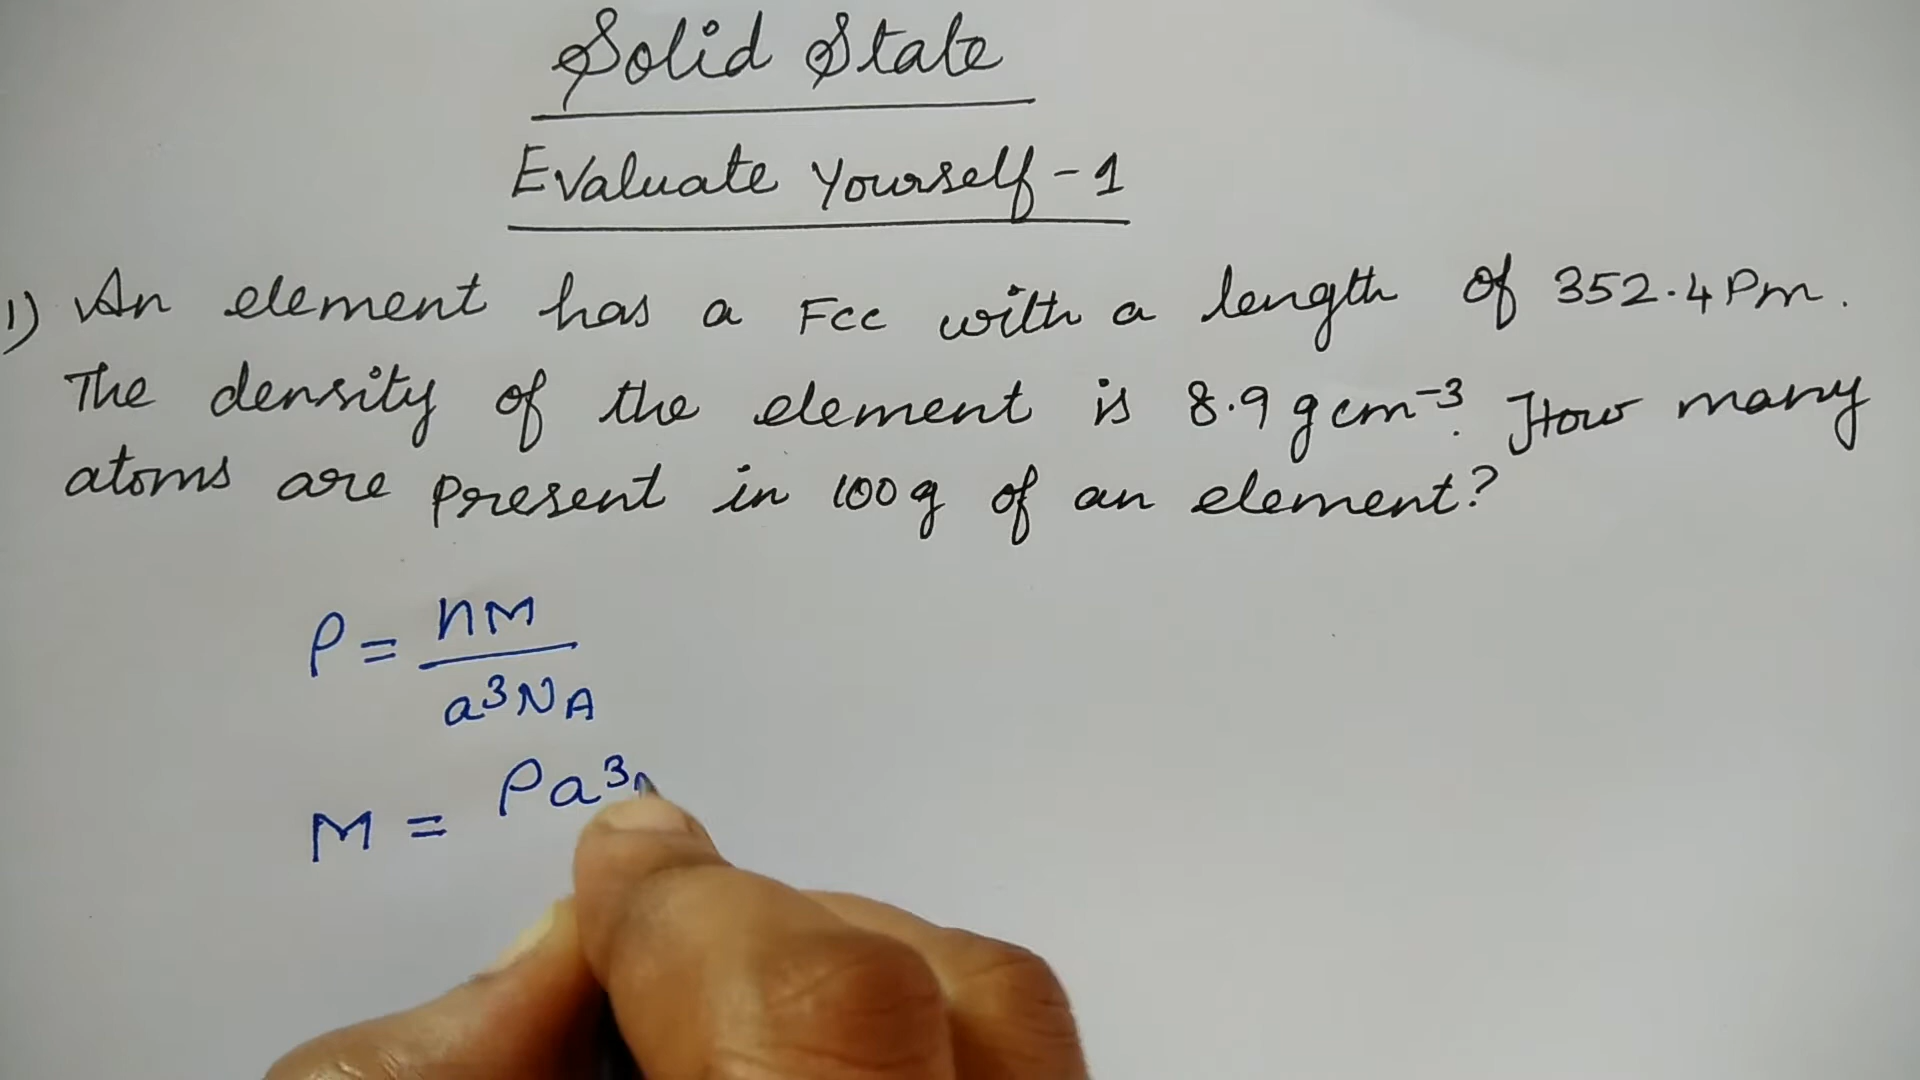 Solid State
Evaluate Yourself - 1
1) An element has a Fcc with a length of 352.4 Pm.
The density of the element is 8.9 g cm⁻³. How many
atoms are Present in 100g of an element?
ρ = nM
a³NA
M = ρa³